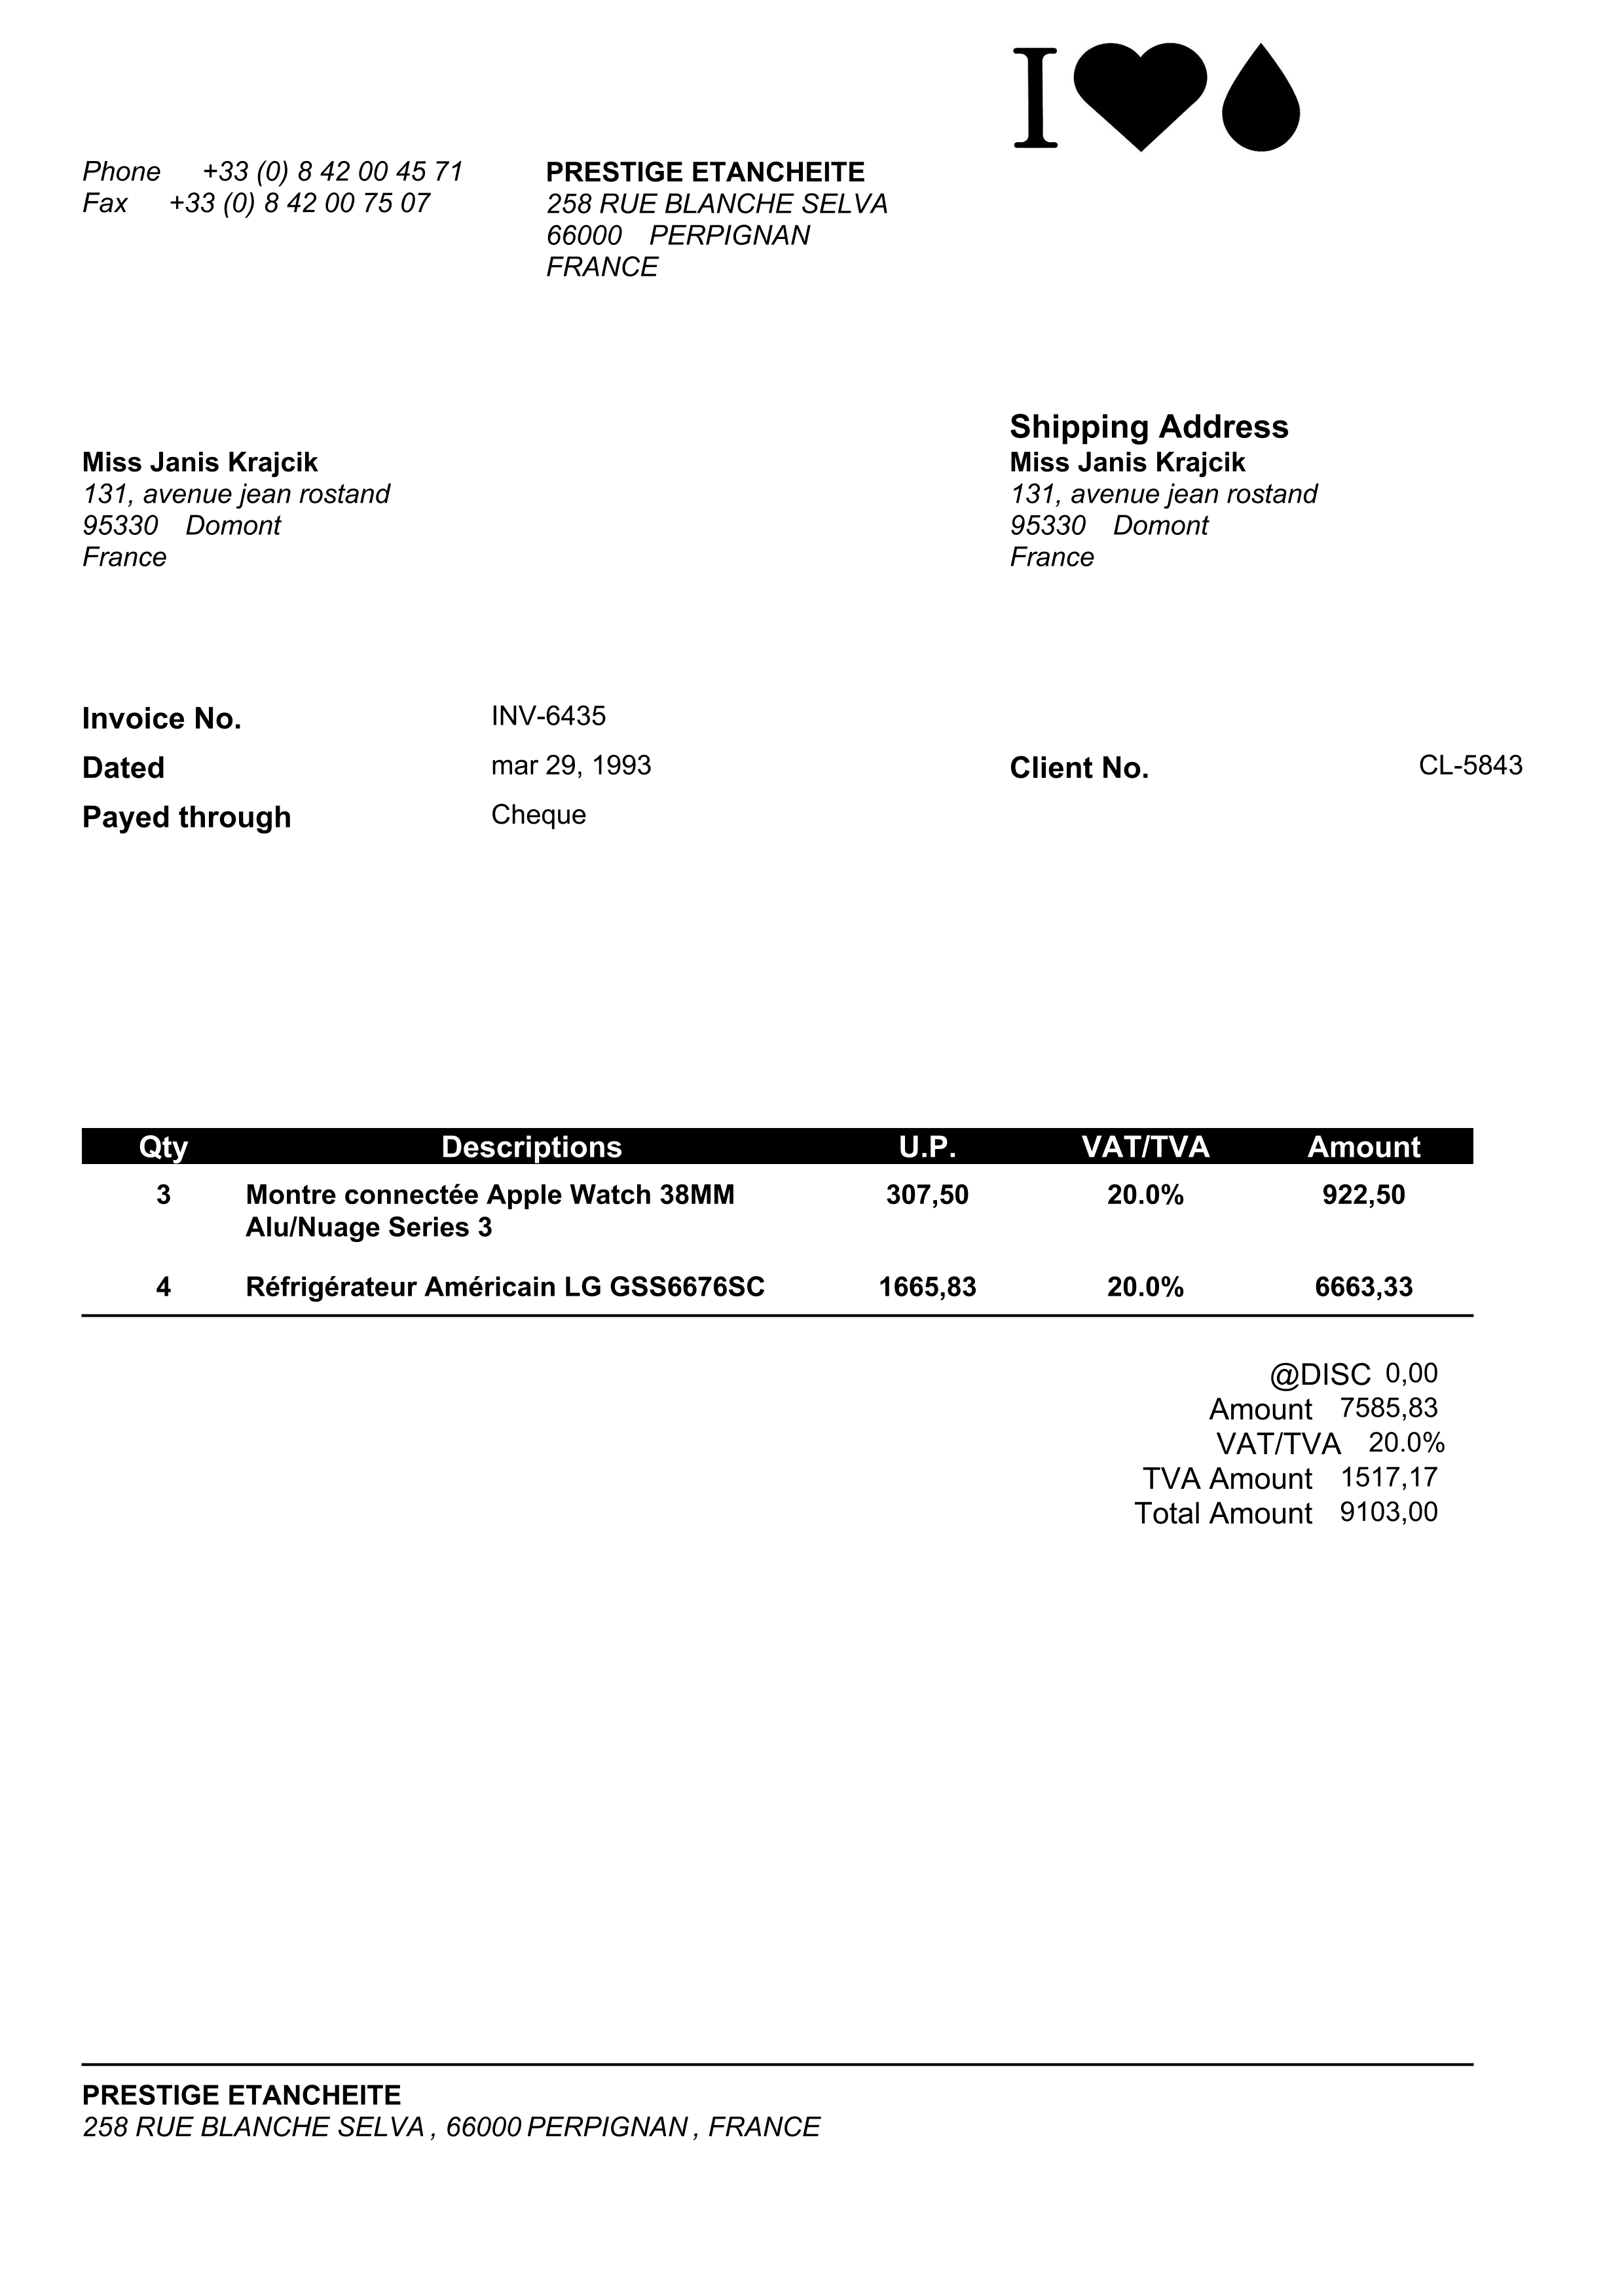 I
Phone +33 (0) 8 42 00 45 71
Fax +33 (0) 8 42 00 75 07
PRESTIGE ETANCHEITE
258 RUE BLANCHE SELVA
66000 PERPIGNAN
FRANCE
Miss Janis Krajcik
131, avenue jean rostand
95330 Domont
France
Shipping Address
Miss Janis Krajcik
131, avenue jean rostand
95330 Domont
France
Invoice No. INV-6435
Dated mar 29, 1993
Client No. CL-5843
Payed through Cheque
Qty Descriptions U.P. VAT/TVA Amount
3 Montre connectée Apple Watch 38MM 307,50 20.0% 922,50
Alu/Nuage Series 3
4 Réfrigérateur Américain LG GSS6676SC 1665,83 20.0% 6663,33
@DISC 0,00
Amount 7585,83
VAT/TVA 20.0%
TVA Amount 1517,17
Total Amount 9103,00
PRESTIGE ETANCHEITE
258 RUE BLANCHE SELVA , 66000 PERPIGNAN , FRANCE